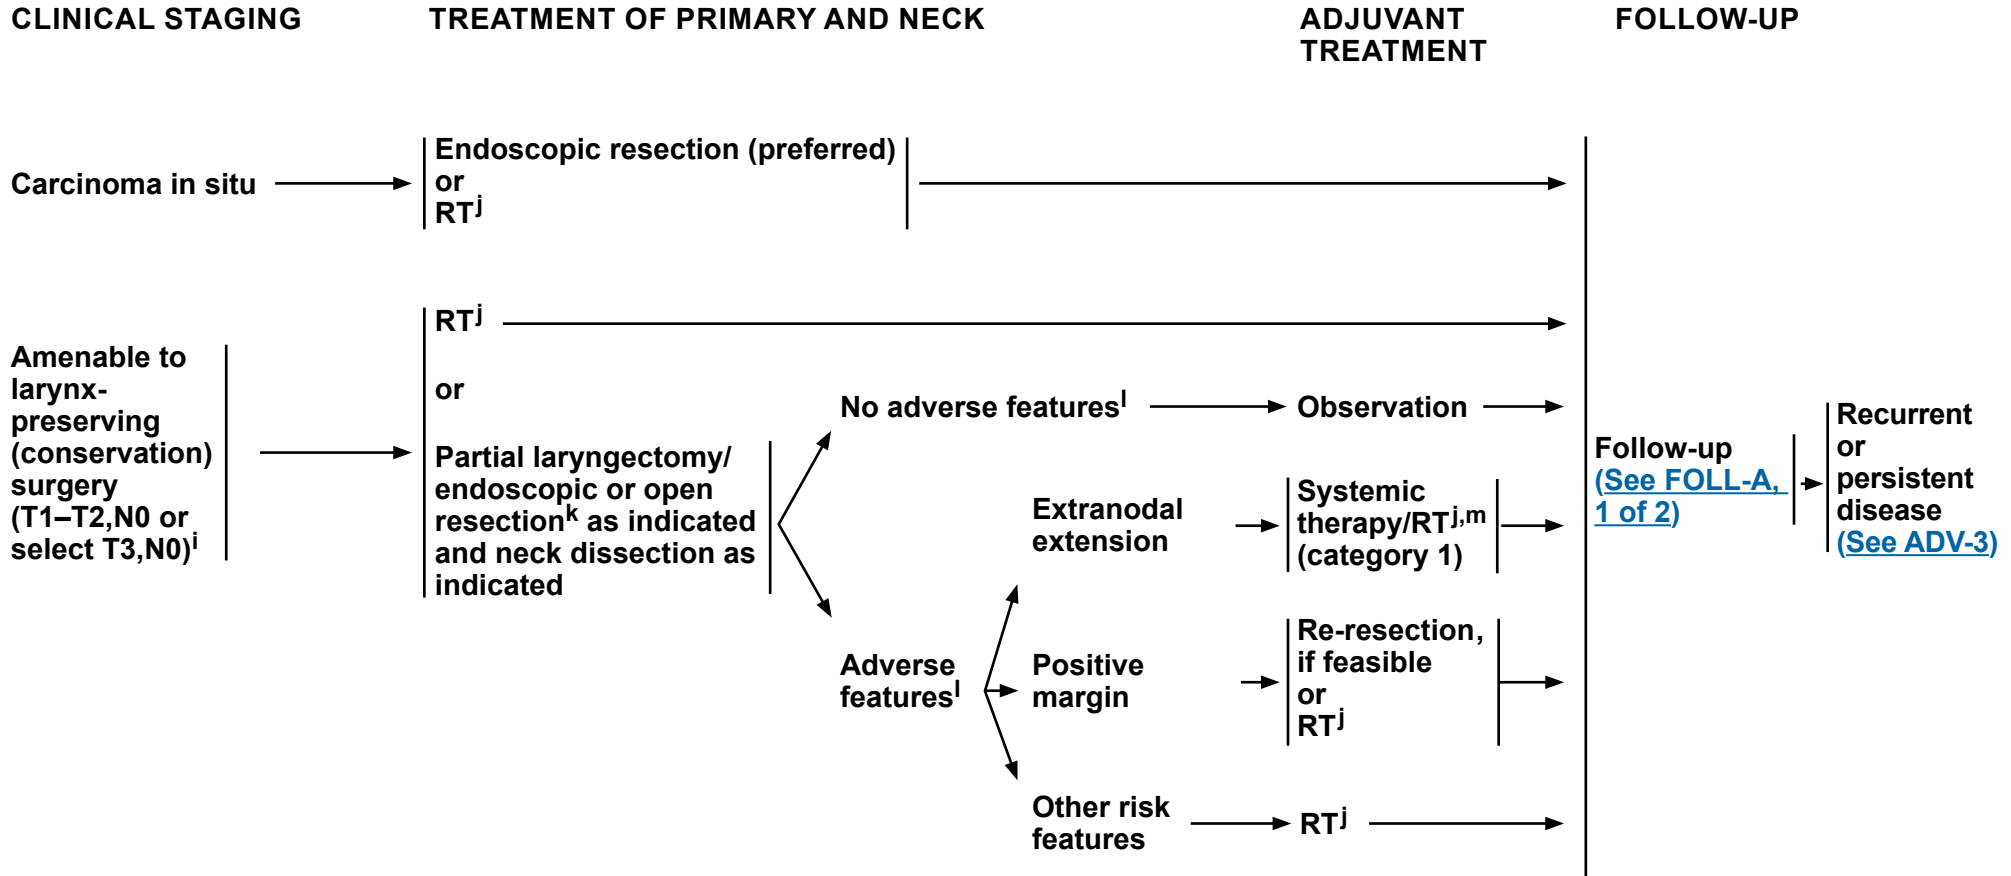 CLINICAL STAGING
TREATMENT OF PRIMARY AND NECK
ADJUVANT
TREATMENT
FOLLOW-UP
Carcinoma in situ
Endoscopic resection (preferred)
or
RTj
Amenable to
larynx-
preserving
(conservation)
surgery
(T1–T2,N0 or
select T3,N0)i
RTj
or
Partial laryngectomy/
endoscopic or open
resectionk as indicated
and neck dissection as
indicated
No adverse featuresl
Observation
Adverse
featuresl
Extranodal
extension
Systemic
therapy/RTj,m
(category 1)
Positive
margin
Re-resection,
if feasible
or
RTj
Other risk
features
RTj
Follow-up
(See FOLL-A,
1 of 2)
Recurrent
or
persistent
disease
(See ADV-3)